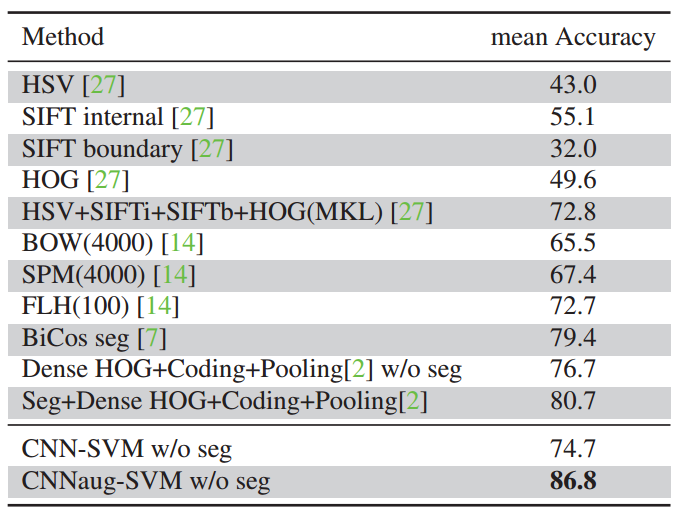 Method mean Accuracy
HSV [27] 43.0
SIFT internal [27] 55.1
SIFT boundary [27] 32.0
HOG [27] 49.6
HSV+SIFTi+SIFTb+HOG(MKL) [27] 72.8
BOW(4000) [14] 65.5
SPM(4000) [14] 67.4
FLH(100) [14] 72.7
BiCos seg [7] 79.4
Dense HOG+Coding+Pooling[2] w/o seg 76.7
Seg+Dense HOG+Coding+Pooling[2] 80.7
CNN-SVM w/o seg 74.7
CNNaug-SVM w/o seg 86.8